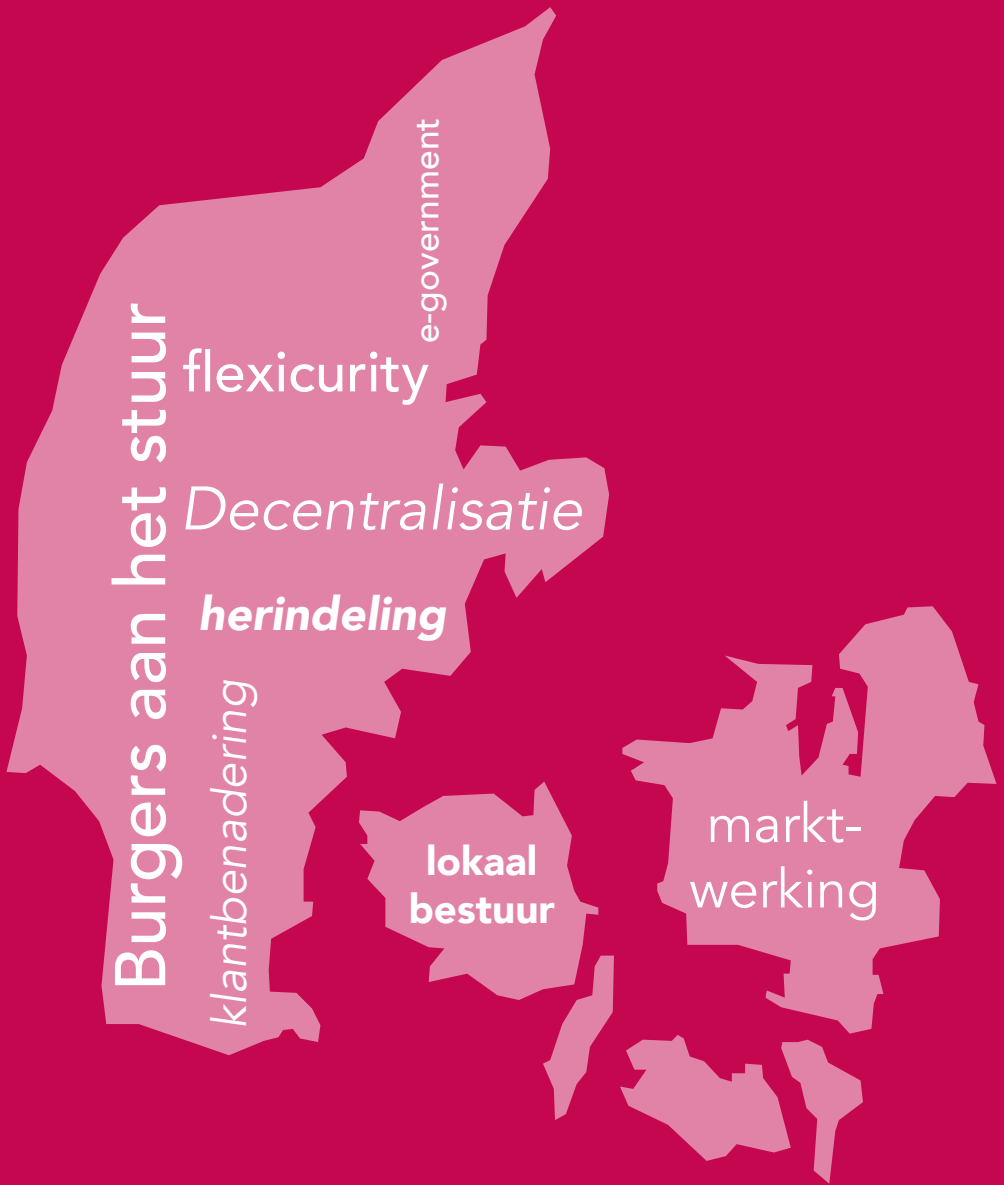 e-government
flexicurity
Burgers aan het stuur
Decentralisatie
herindeling
klantbenadering
lokaal
bestuur
markt-
werking